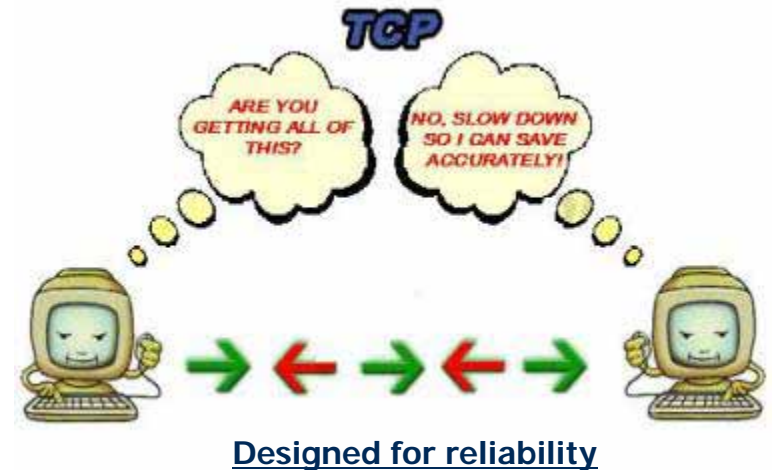 TCP
ARE YOU
GETTING ALL OF
THIS?
NO, SLOW DOWN
SO I CAN SAVE
ACCURATELY!
Designed for reliability